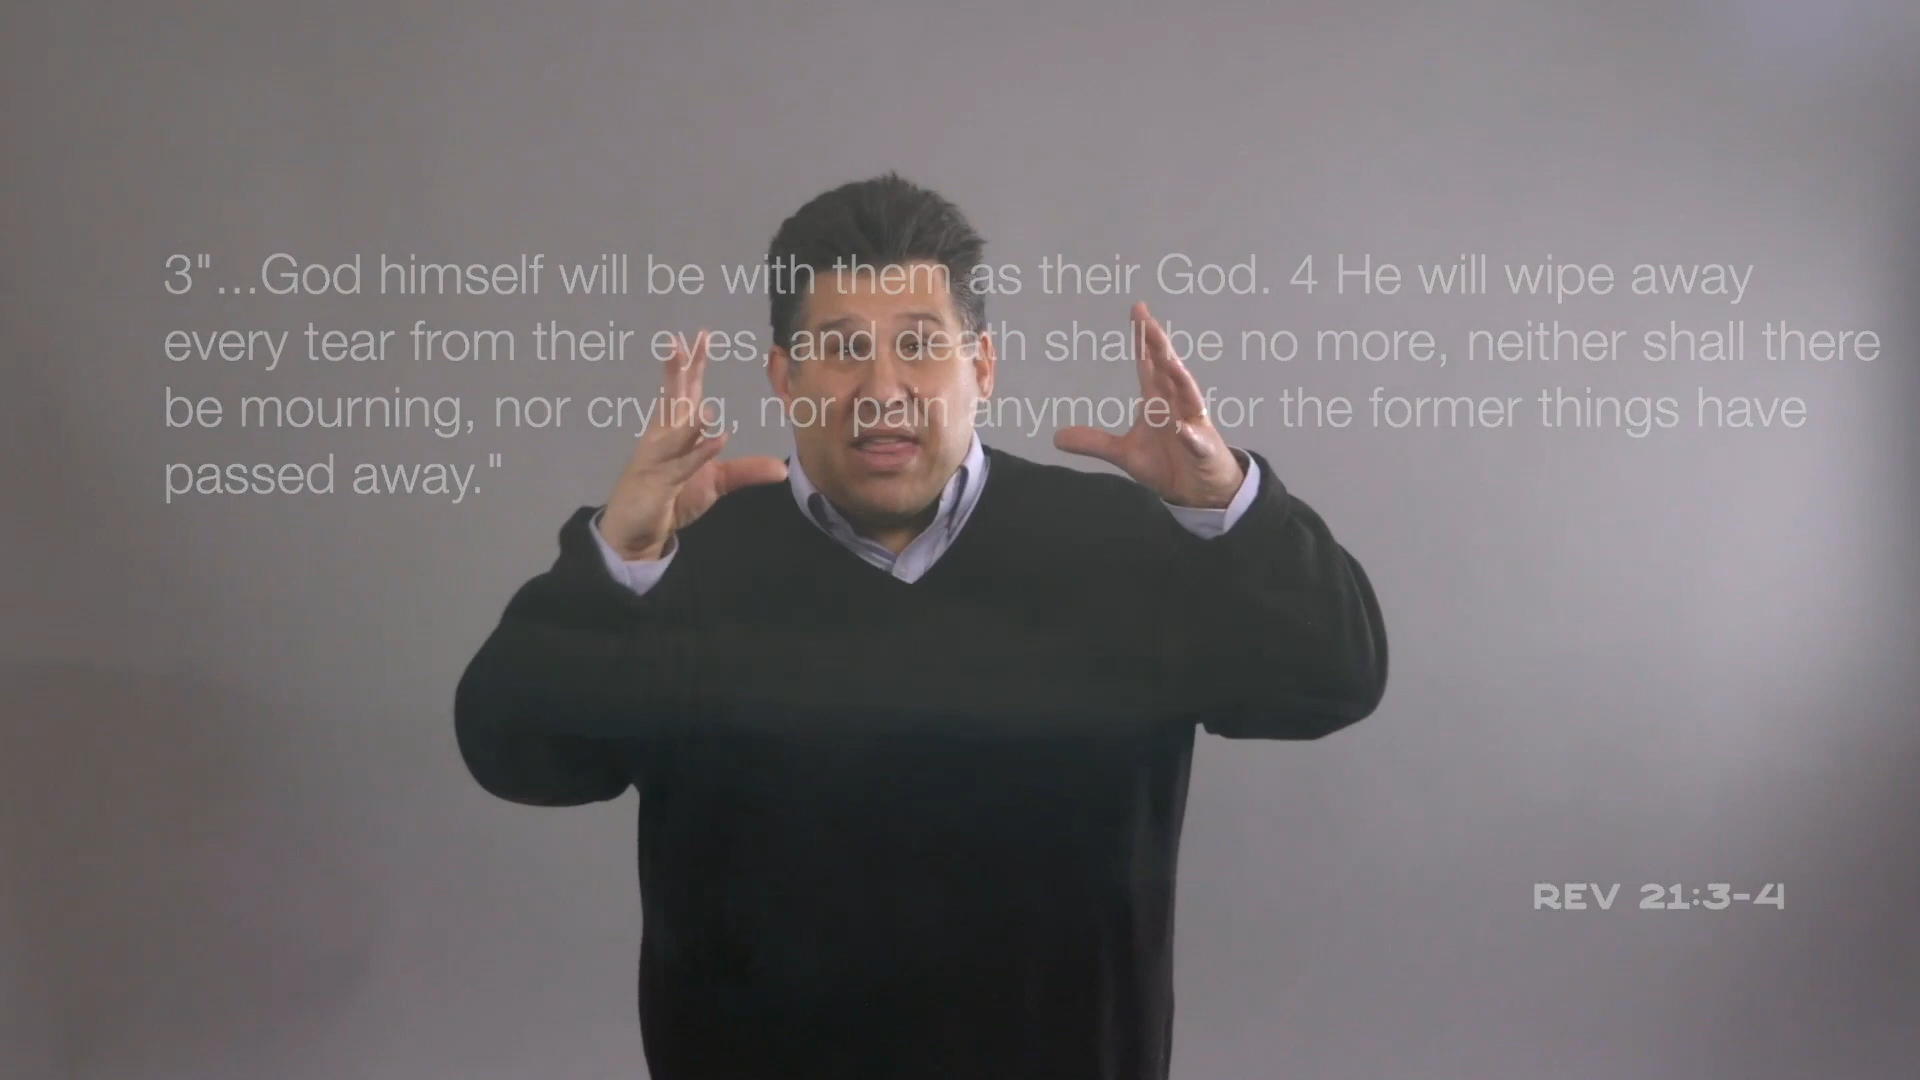 3"...God himself will be with them as their God. 4 He will wipe away
every tear from their eyes, and death shall be no more, neither shall there
be mourning, nor crying, nor pain anymore, for the former things have
passed away."
REV 21:3-4